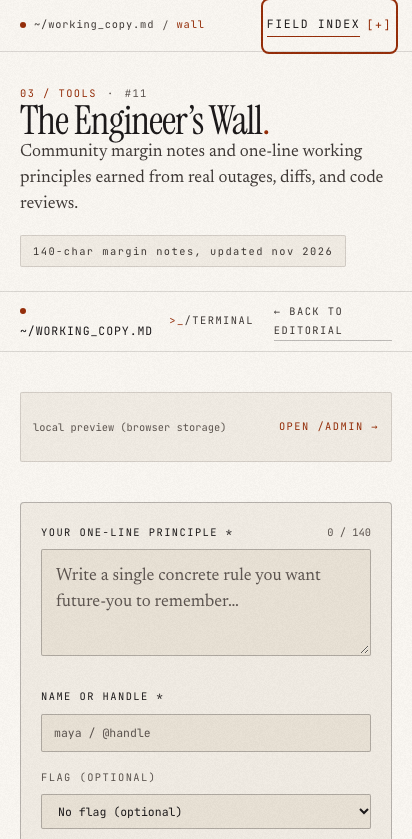 ~/working_copy.md / wall
FIELD INDEX [+]
03 / TOOLS · #11
The Engineer's Wall.
Community margin notes and one-line working
principles earned from real outages, diffs, and code
reviews.
140-char margin notes, updated nov 2026
~/WORKING_COPY.MD
>_/TERMINAL
← BACK TO
EDITORIAL
local preview (browser storage)
OPEN /ADMIN →
YOUR ONE-LINE PRINCIPLE *
0 / 140
Write a single concrete rule you want
future-you to remember…
NAME OR HANDLE *
maya / @handle
FLAG (OPTIONAL)
No flag (optional)